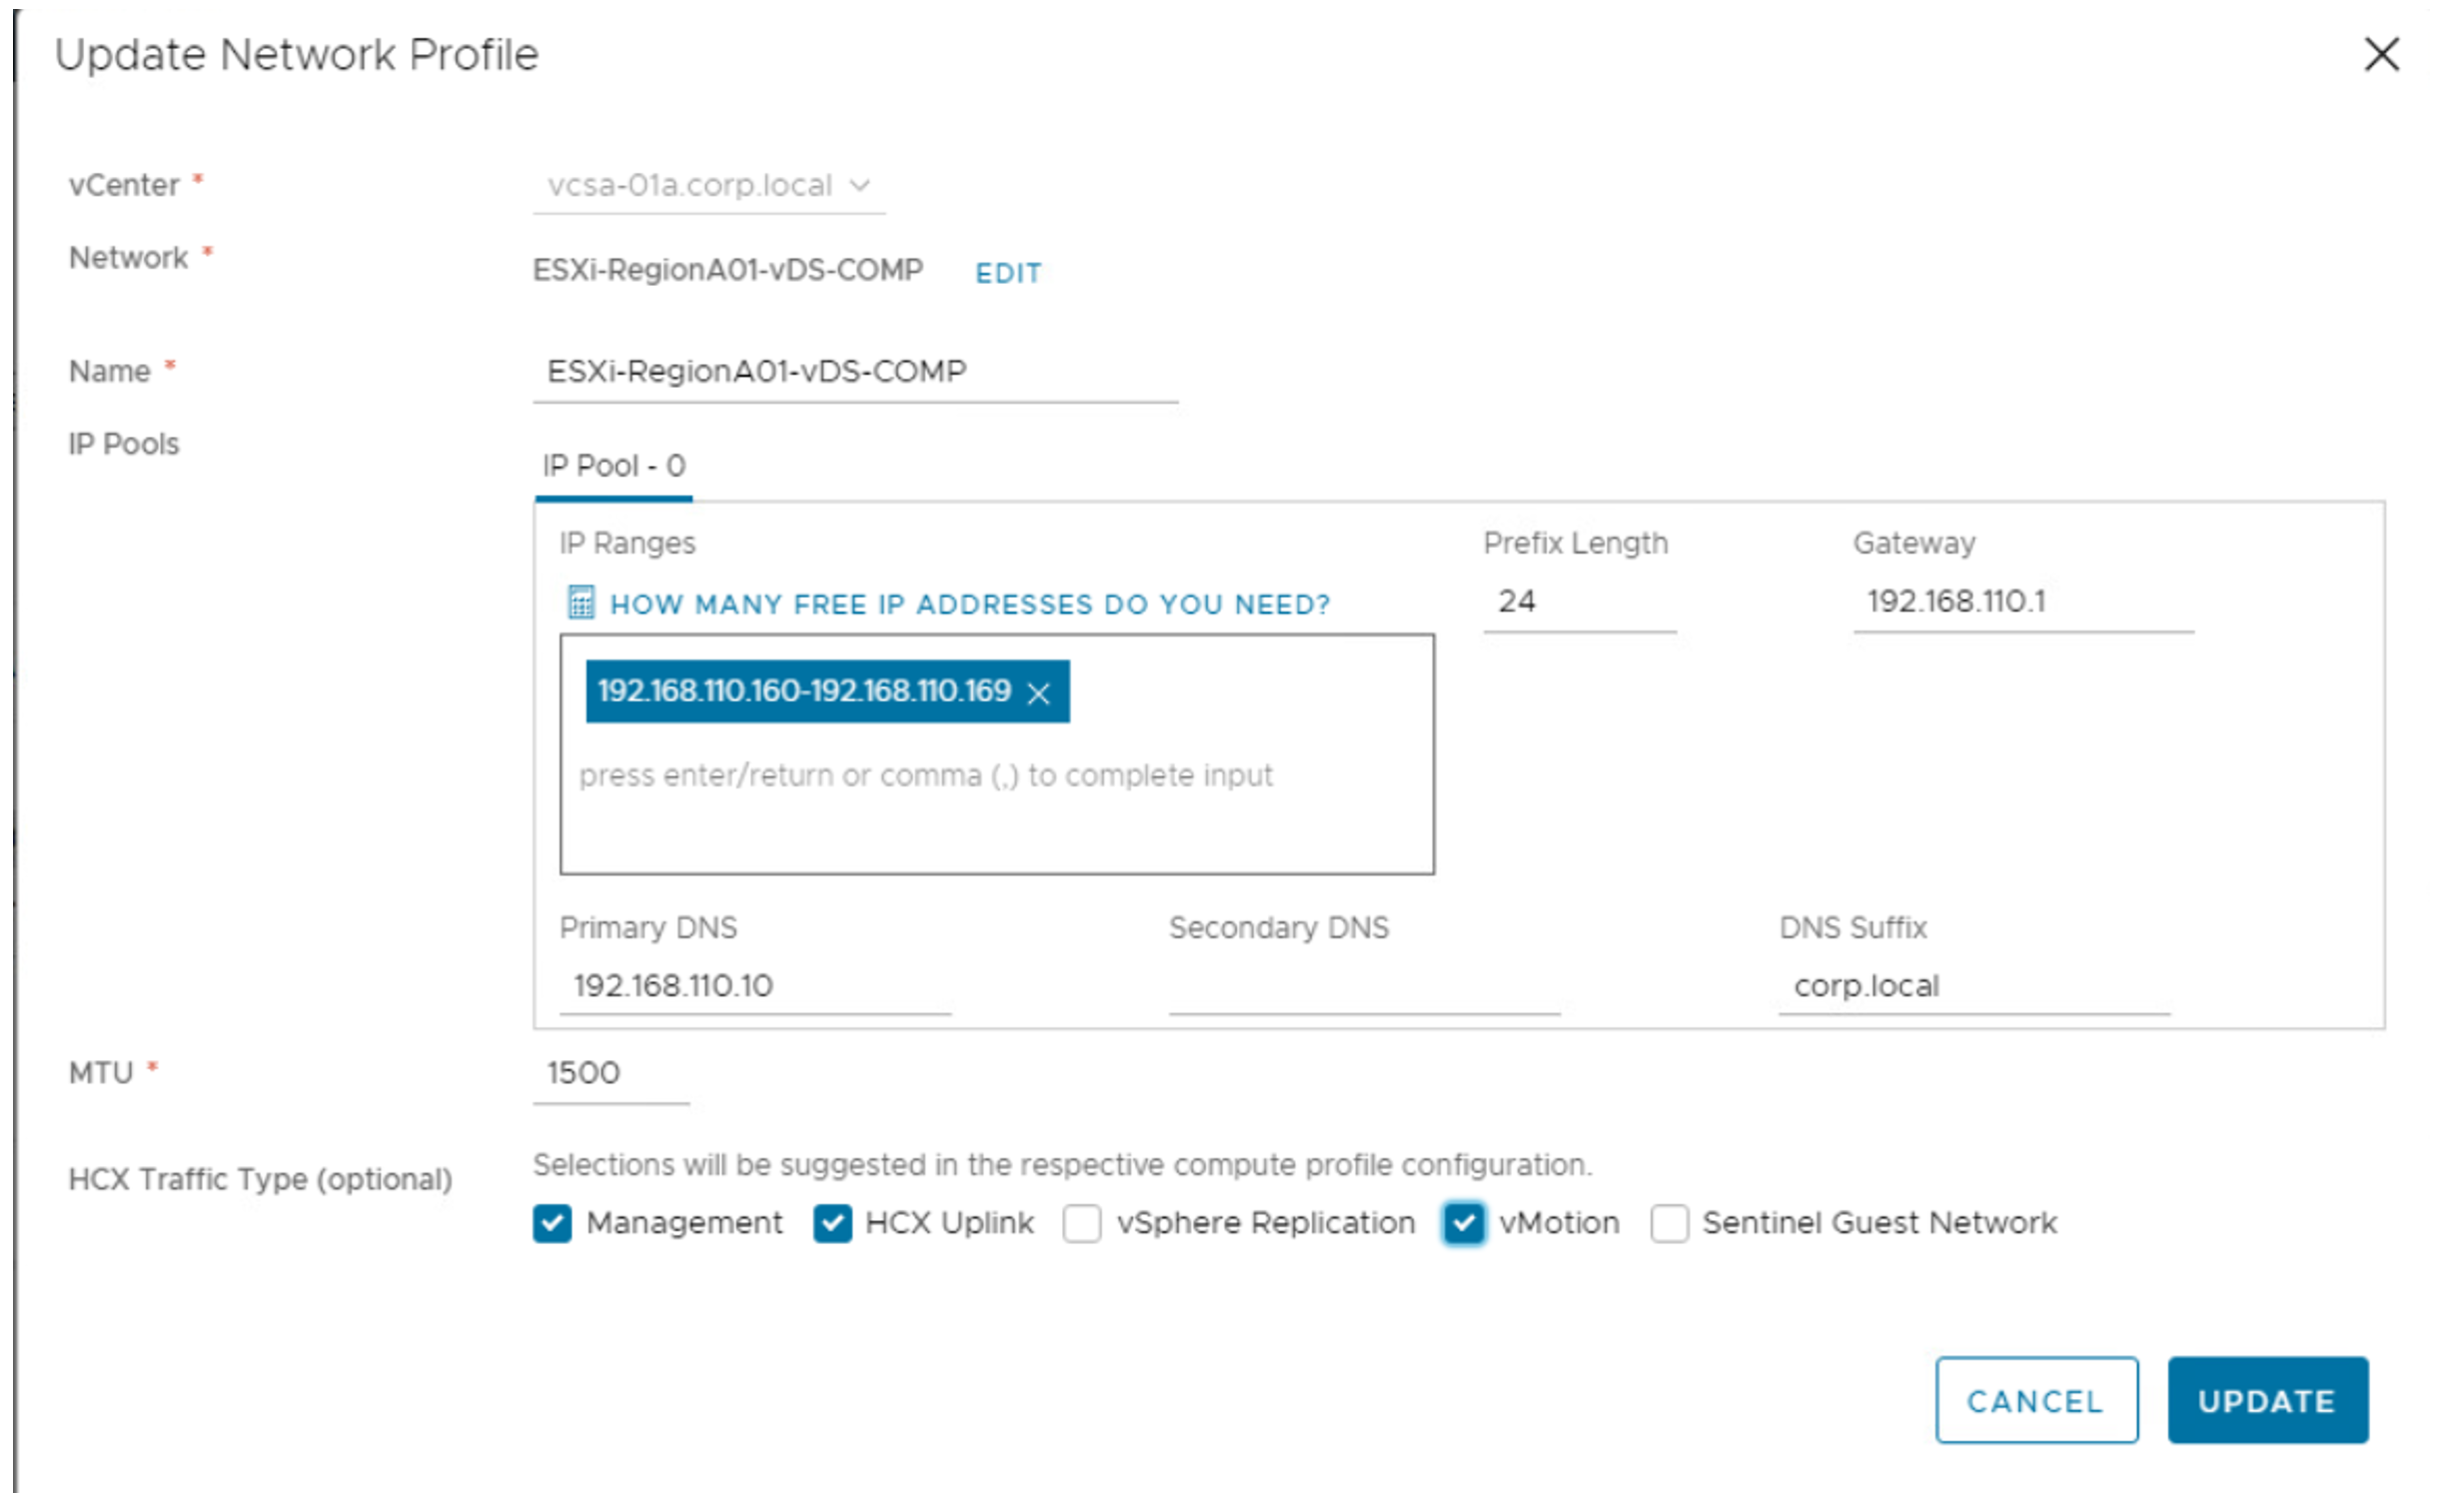 Update Network Profile
vCenter *
vcsa-01a.corp.local
Network *
ESXi-RegionA01-vDS-COMP EDIT
Name *
ESXi-RegionA01-vDS-COMP
IP Pools
IP Pool - 0
IP Ranges Prefix Length Gateway
HOW MANY FREE IP ADDRESSES DO YOU NEED? 24 192.168.110.1
192.168.110.160-192.168.110.169
press enter/return or comma (,) to complete input
Primary DNS Secondary DNS DNS Suffix
192.168.110.10 corp.local
MTU * 1500
HCX Traffic Type (optional)
Selections will be suggested in the respective compute profile configuration.
Management HCX Uplink vSphere Replication vMotion Sentinel Guest Network
CANCEL UPDATE